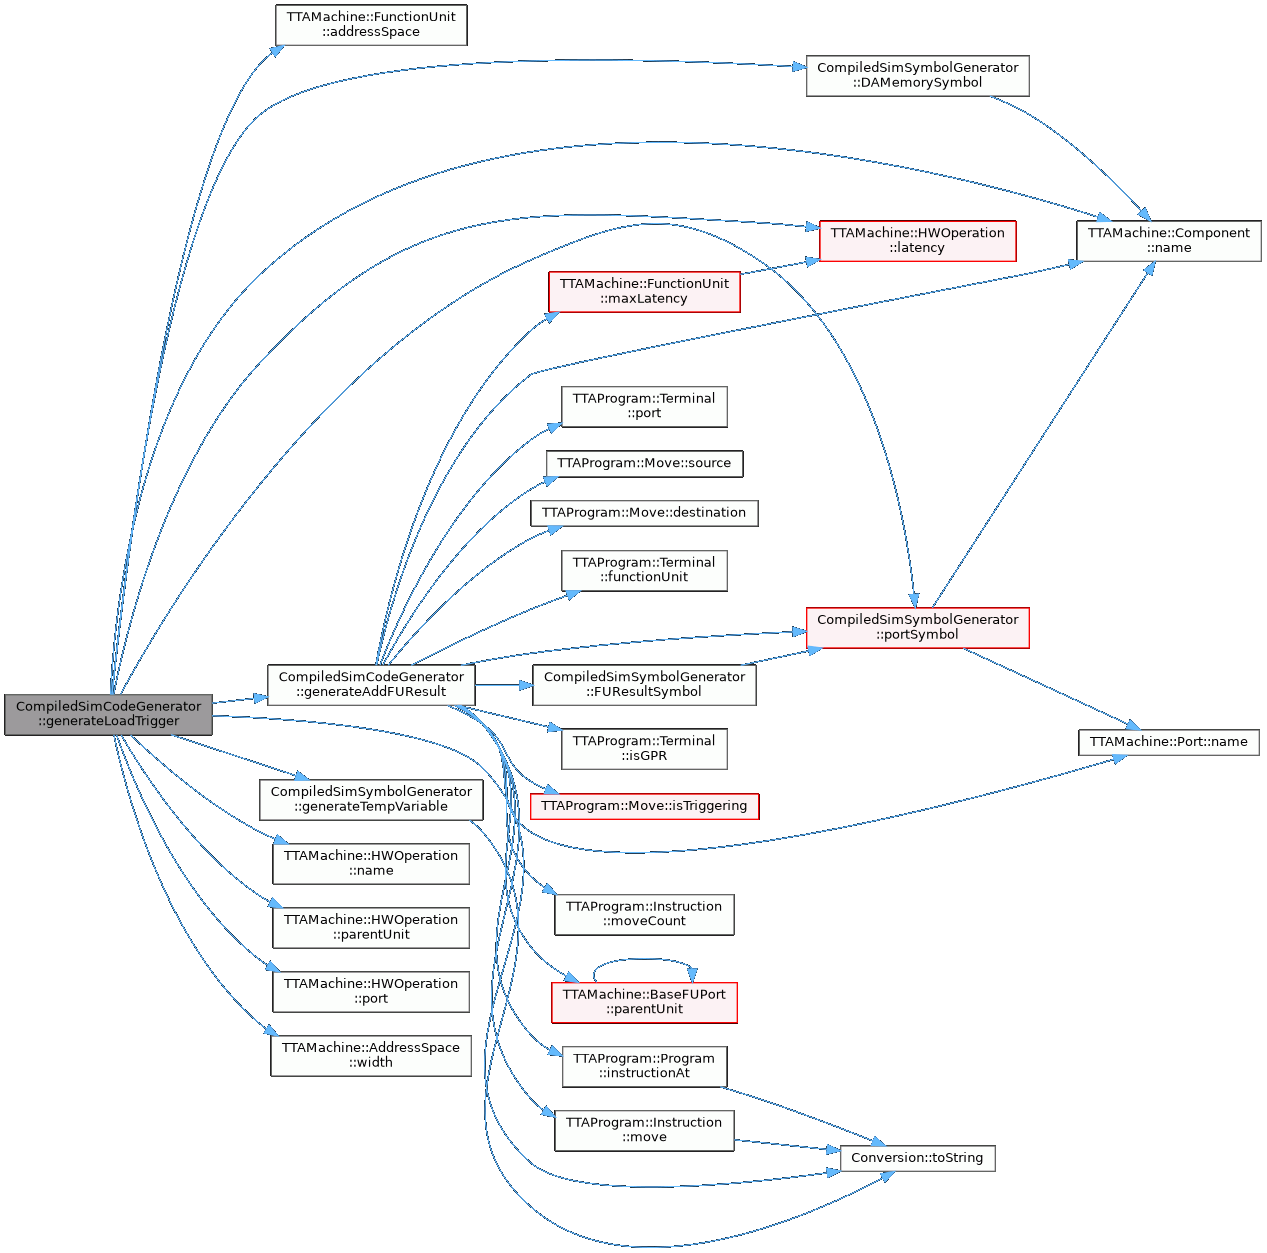 TTAMachine::FunctionUnit
::addressSpace
CompiledSimSymbolGenerator
::DAMemorySymbol
TTAMachine::HWOperation
::latency
TTAMachine::Component
::name
TTAMachine::FunctionUnit
::maxLatency
TTAProgram::Terminal
::port
TTAProgram::Move::source
TTAProgram::Move::destination
TTAProgram::Terminal
::functionUnit
CompiledSimSymbolGenerator
::portSymbol
CompiledSimCodeGenerator
::generateAddFUResult
CompiledSimSymbolGenerator
::FUResultSymbol
CompiledSimCodeGenerator
::generateLoadTrigger
TTAProgram::Terminal
::isGPR
TTAMachine::Port::name
CompiledSimSymbolGenerator
::generateTempVariable
TTAProgram::Move::isTriggering
TTAMachine::HWOperation
::name
TTAProgram::Instruction
::moveCount
TTAMachine::HWOperation
::parentUnit
TTAMachine::HWOperation
::port
TTAMachine::BaseFUPort
::parentUnit
TTAMachine::AddressSpace
::width
TTAProgram::Program
::instructionAt
TTAProgram::Instruction
::move
Conversion::toString